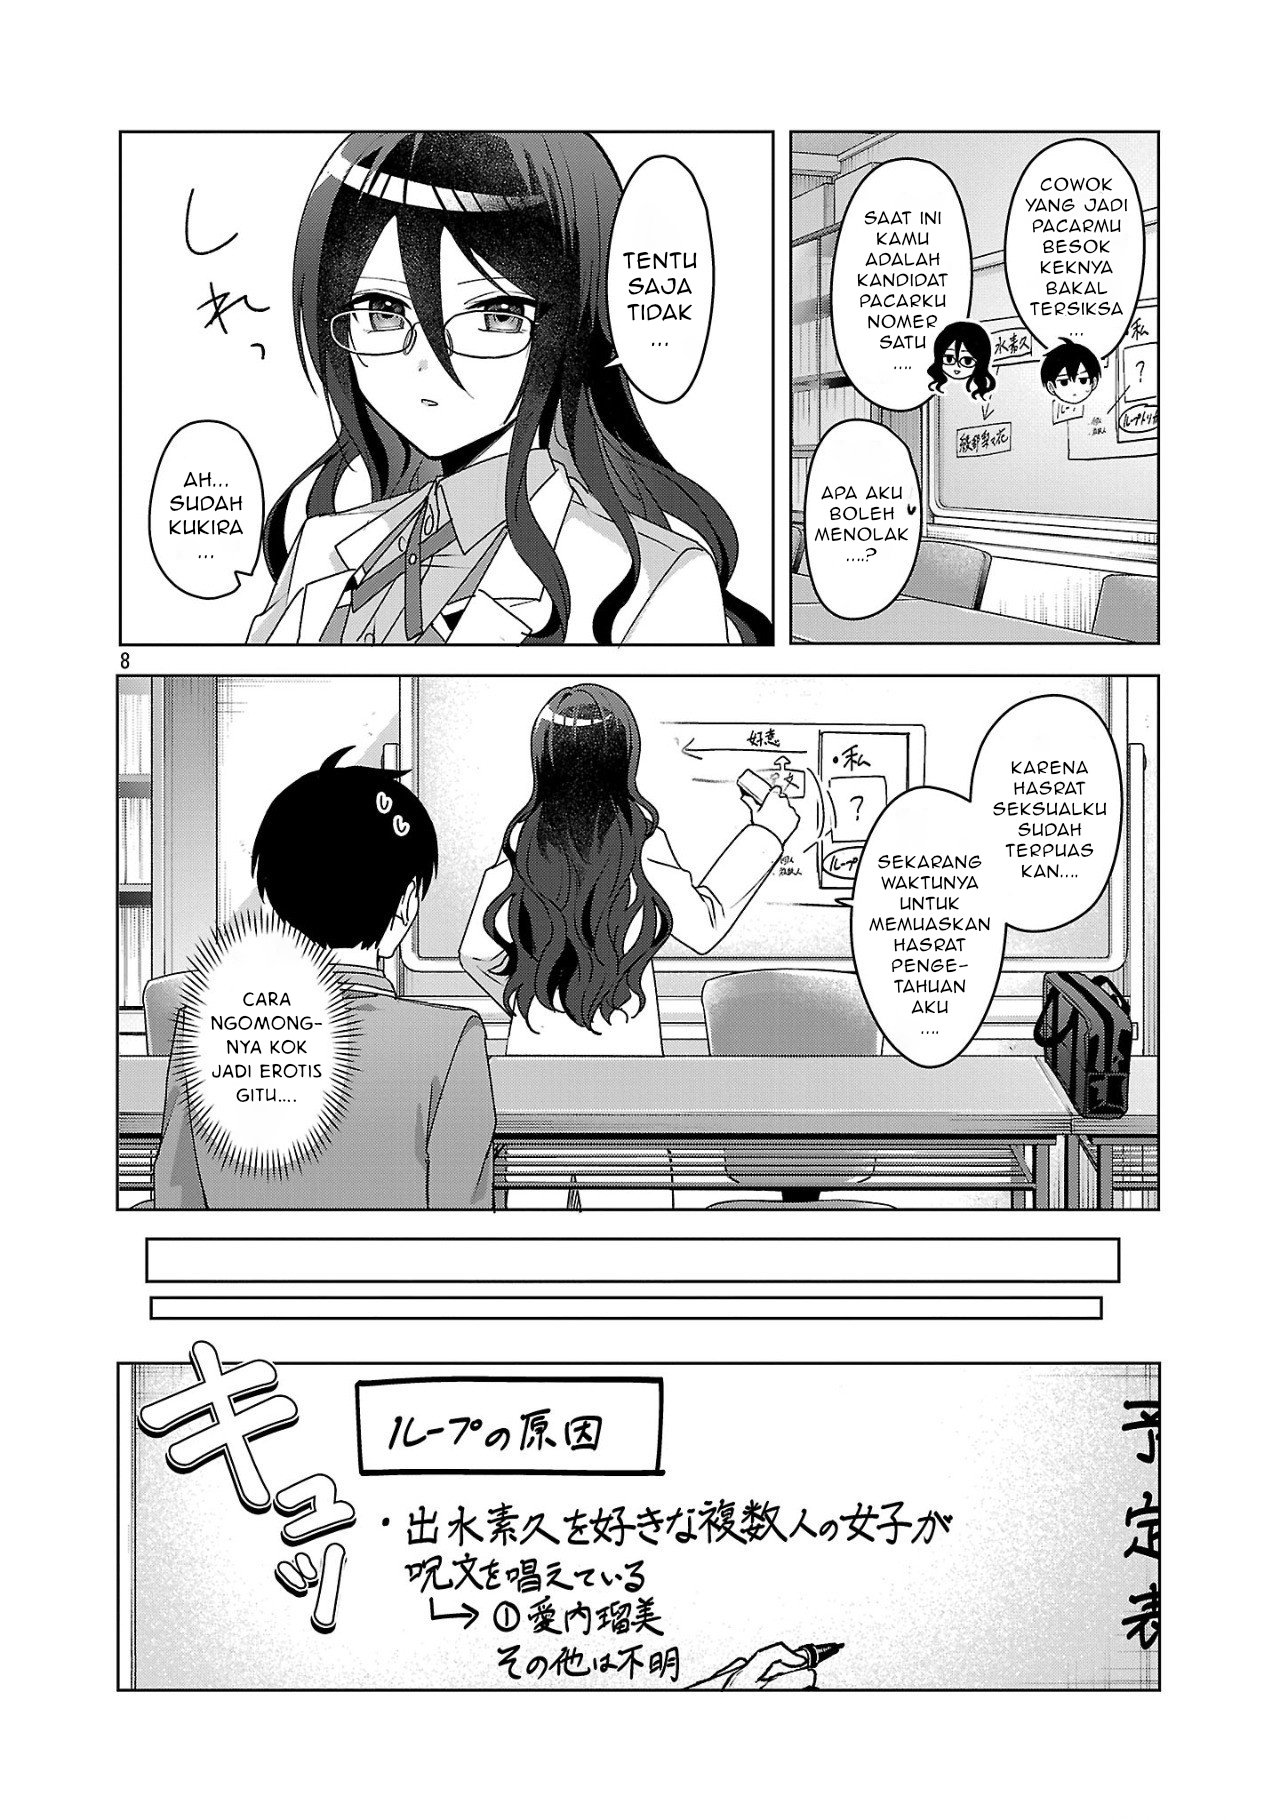 COWOK
YANG JADI
PACARMU
BESOK
KEKNYA
BAKAL
TERSIKSA
...
SAAT INI
KAMU
ADALAH
KANDIDAT
PACARKU
NOMER
SATU
....
・私
?
水素久
APA AKU
BOLEH
MENOLAK
....?
TENTU
SAJA
TIDAK
...
しれっ
AH...
SUDAH
KUKIRA
...
8
KARENA
HASRAT
SEKSUALKU
SUDAH
TERPUAS
KAN....
SEKARANG
WAKTUNYA
UNTUK
MEMUASKAN
HASRAT
PENGE-
TAHUAN
AKU
....
好意
・私
?
文
ループ
CARA
NGOMONG-
NYA KOK
JADI EROTIS
GITU....
キュッ
ループの原因
・出水素久を好きな複数人の女子が
呪文を唱えている
↳①愛内瑠美
その他は不明
定表